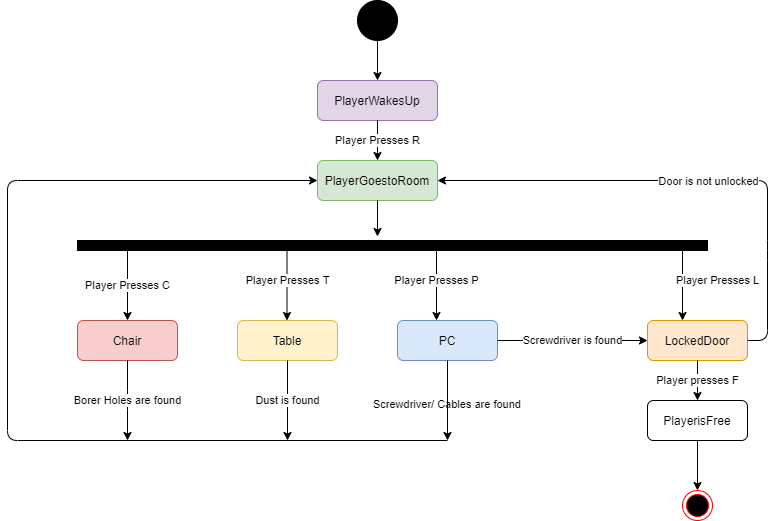 PlayerWakesUp
Player Presses R
PlayerGoestoRoom
Door is not unlocked
Player Presses C
Player Presses T
Player Presses P
Player Presses L
Chair
Table
PC
Screwdriver is found
LockedDoor
Borer Holes are found
Dust is found
Screwdriver/ Cables are found
Player presses F
PlayerisFree